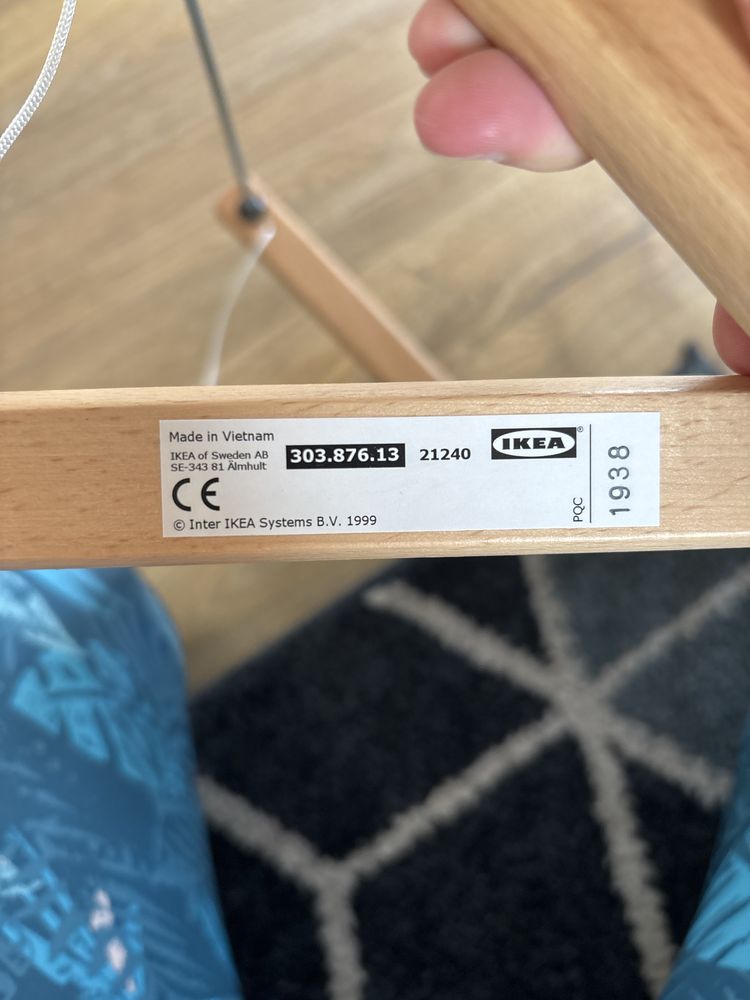 Made in Vietnam
IKEA of Sweden AB
SE-343 81 Älmhult
303.876.13
21240
IKEA®
CE
© Inter IKEA Systems B.V. 1999
PQC
1938